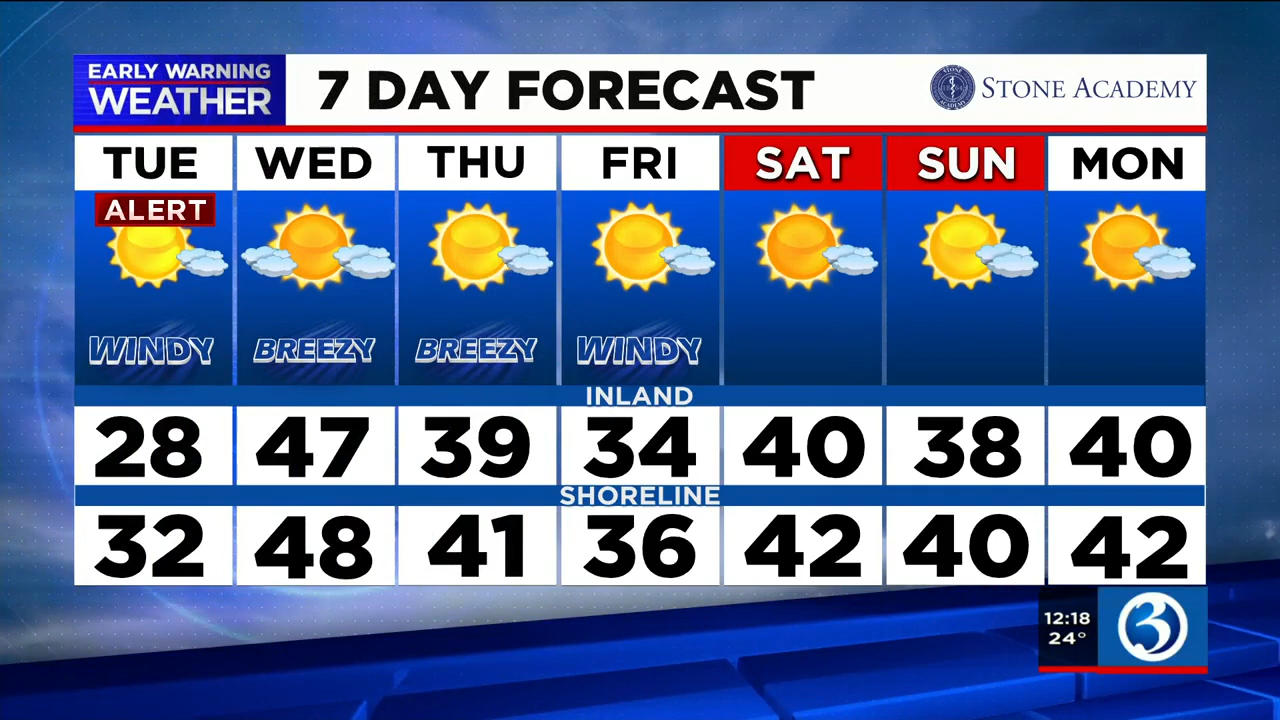 EARLY WARNING
WEATHER
7 DAY FORECAST
STONE ACADEMY
TUE WED THU FRI SAT SUN MON
ALERT
WINDY BREEZY BREEZY WINDY
INLAND
28 47 39 34 40 38 40
SHORELINE
32 48 41 36 42 40 42
12:18
24°
3